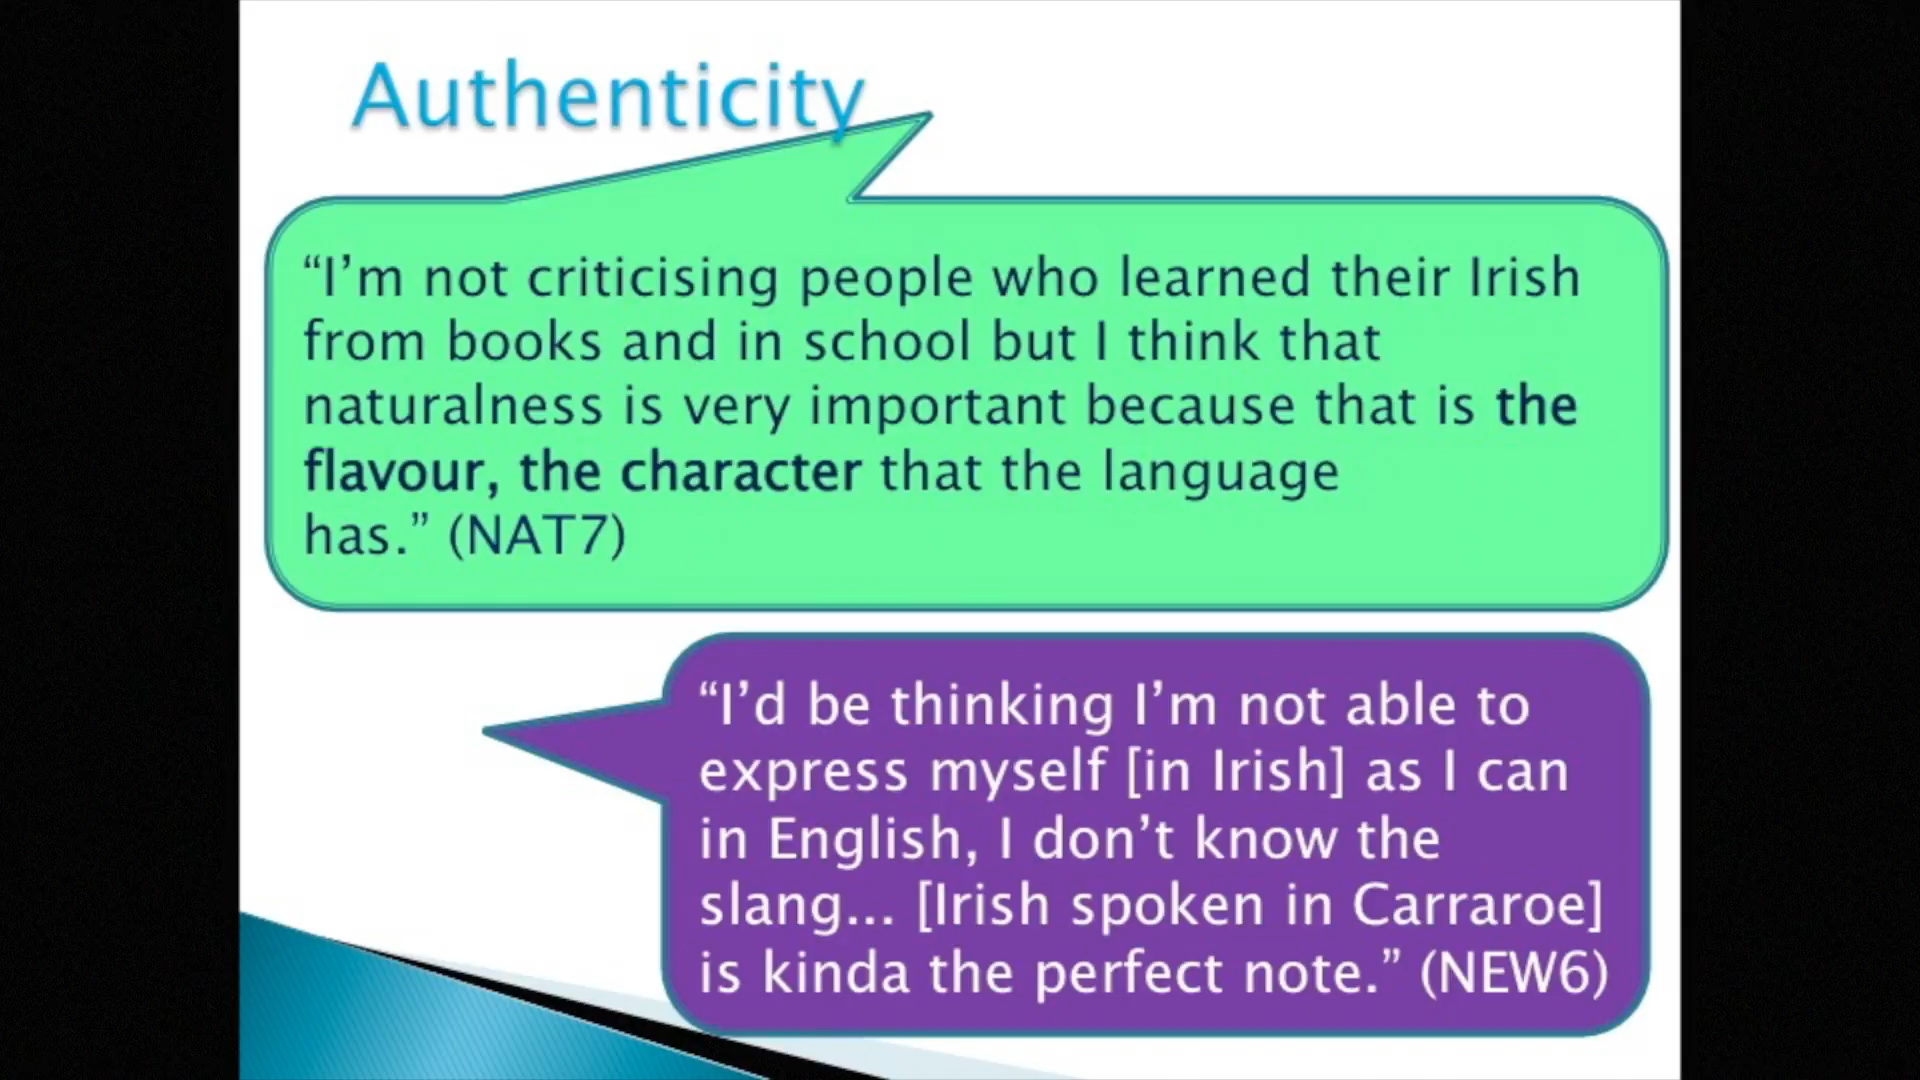 Authenticity
“I’m not criticising people who learned their Irish
from books and in school but I think that
naturalness is very important because that is the
flavour, the character that the language
has.” (NAT7)
“I’d be thinking I’m not able to
express myself [in Irish] as I can
in English, I don’t know the
slang... [Irish spoken in Carraroe]
is kinda the perfect note.” (NEW6)